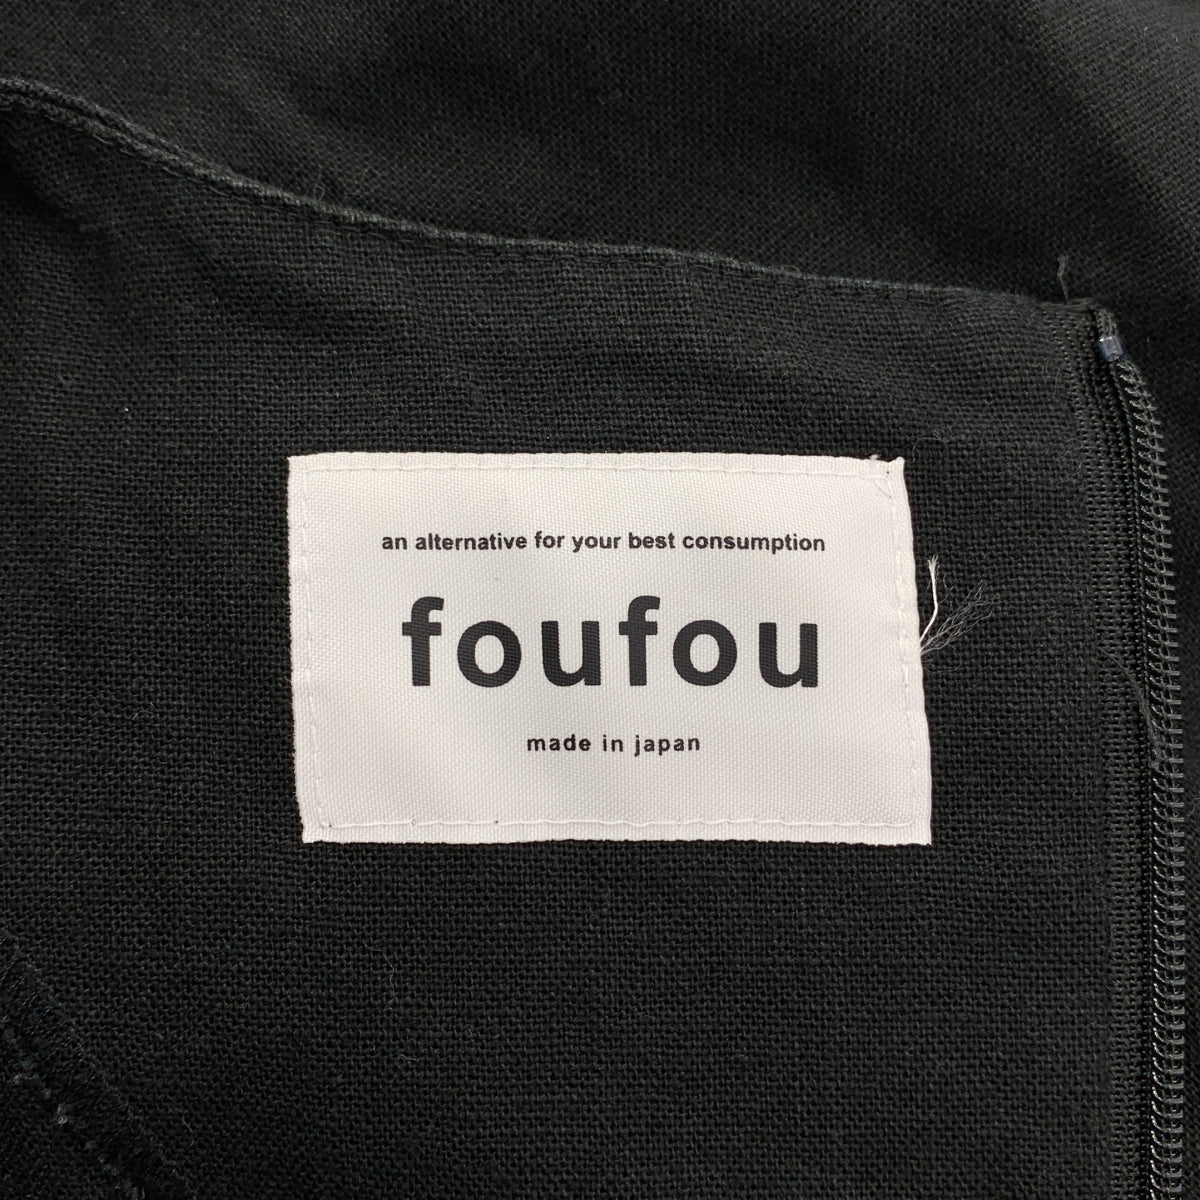 an alternative for your best consumption
foufou
made in japan